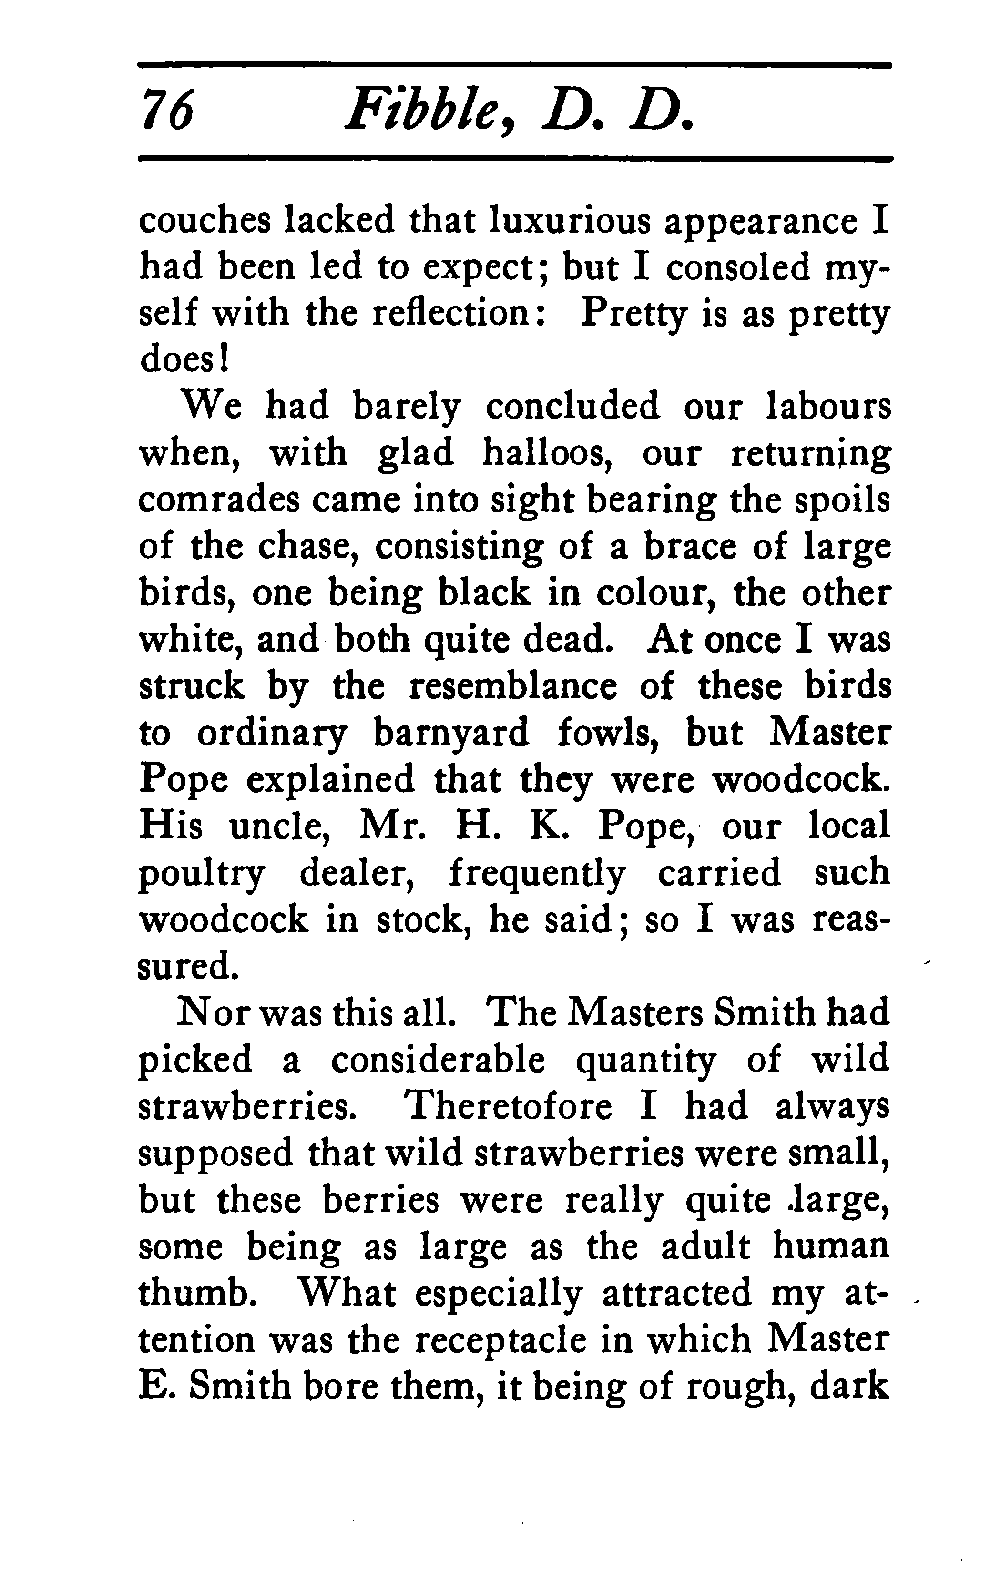 76 Fibble, D. D.
couches lacked that luxurious appearance I
had been led to expect; but I consoled my-
self with the reflection: Pretty is as pretty
does!
We had barely concluded our labours
when, with glad halloos, our returning
comrades came into sight bearing the spoils
of the chase, consisting of a brace of large
birds, one being black in colour, the other
white, and both quite dead. At once I was
struck by the resemblance of these birds
to ordinary barnyard fowls, but Master
Pope explained that they were woodcock.
His uncle, Mr. H. K. Pope, our local
poultry dealer, frequently carried such
woodcock in stock, he said; so I was reas-
sured.
Nor was this all. The Masters Smith had
picked a considerable quantity of wild
strawberries. Theretofore I had always
supposed that wild strawberries were small,
but these berries were really quite large,
some being as large as the adult human
thumb. What especially attracted my at-
tention was the receptacle in which Master
E. Smith bore them, it being of rough, dark